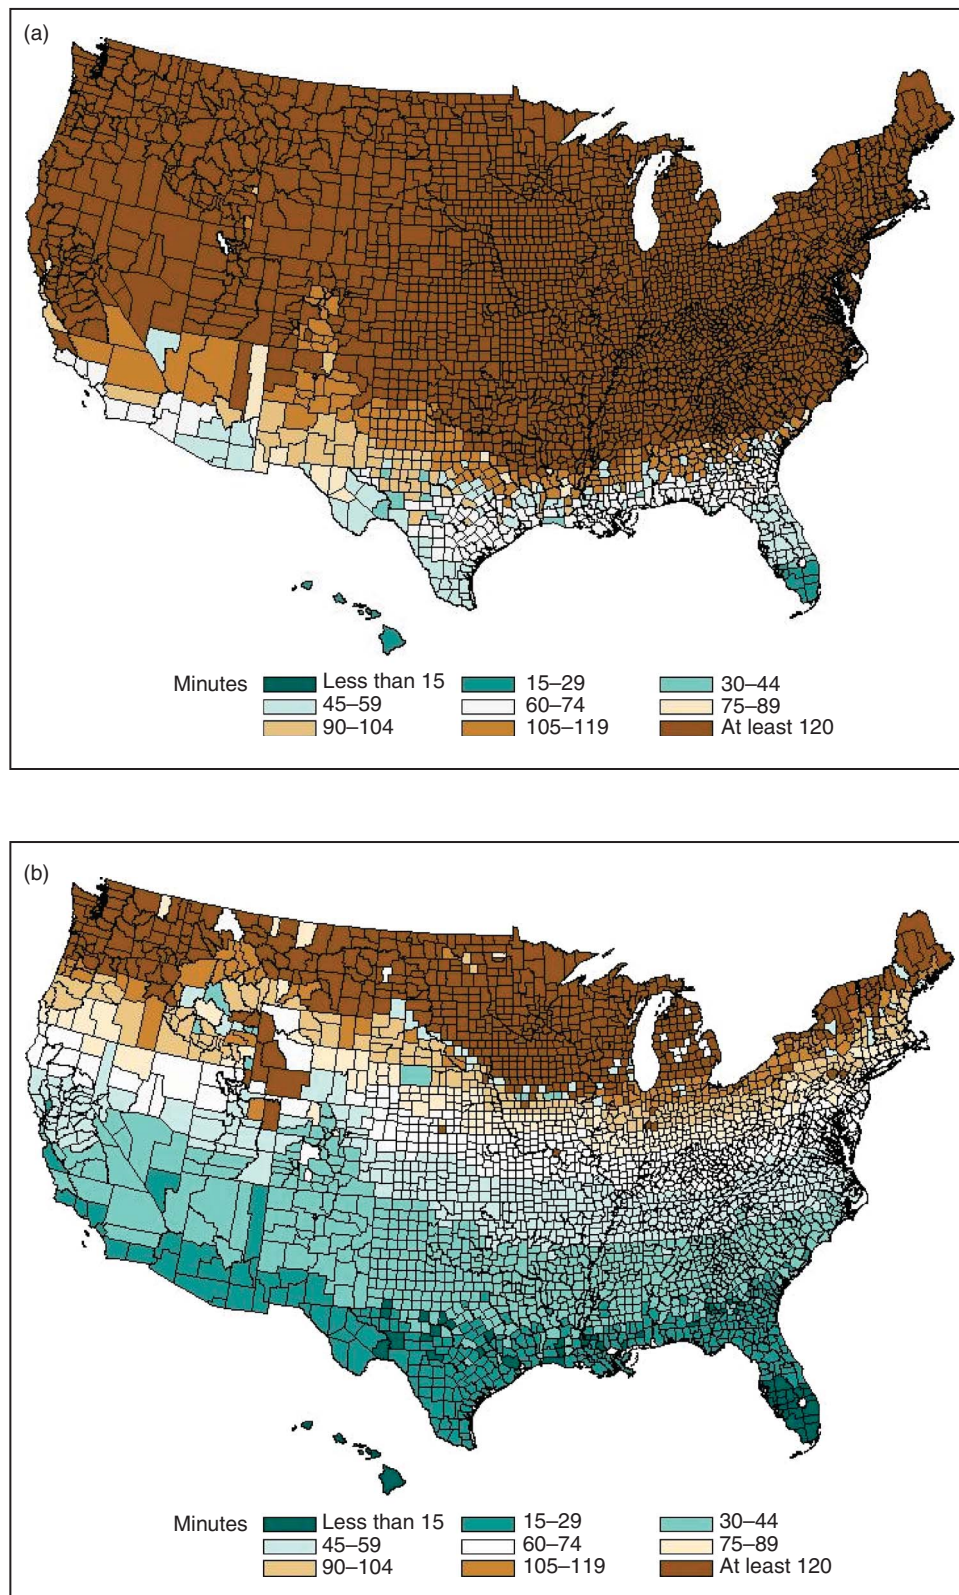 (a)
Minutes Less than 15 15–29 30–44
45–59 60–74 75–89
90–104 105–119 At least 120
(b)
Minutes Less than 15 15–29 30–44
45–59 60–74 75–89
90–104 105–119 At least 120